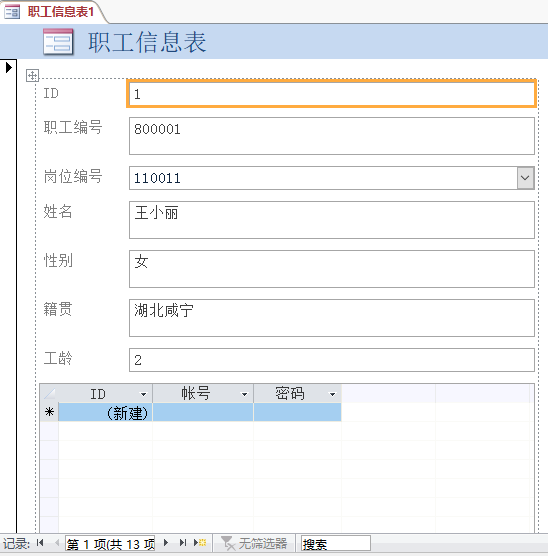 职工信息表1
职工信息表
ID 1
职工编号 800001
岗位编号 110011
姓名 王小丽
性别 女
籍贯 湖北咸宁
工龄 2
ID 帐号 密码
* (新建)
记录: 第 1 项(共 13 项 无筛选器 搜索